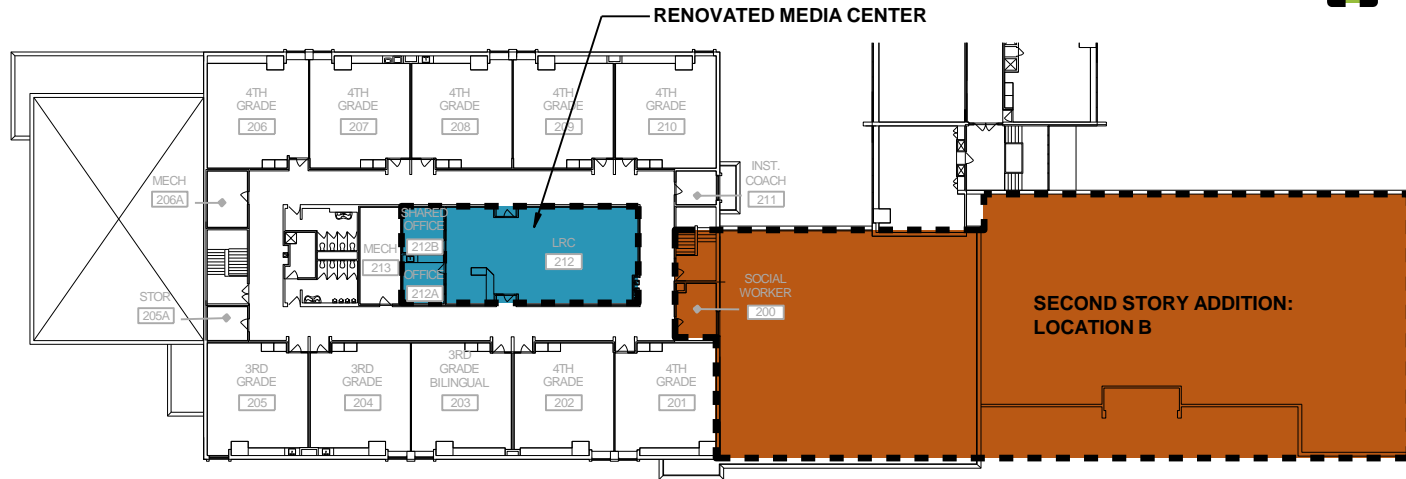 RENOVATED MEDIA CENTER
4TH
GRADE
206
4TH
GRADE
207
4TH
GRADE
208
4TH
GRADE
209
4TH
GRADE
210
MECH
206A
INST.
COACH
211
SHARED
OFFICE
212B
MECH
213
OFFICE
212A
LRC
212
SOCIAL
WORKER
200
STOR
205A
SECOND STORY ADDITION:
LOCATION B
3RD
GRADE
205
3RD
GRADE
204
3RD
GRADE
BILINGUAL
203
4TH
GRADE
202
4TH
GRADE
201